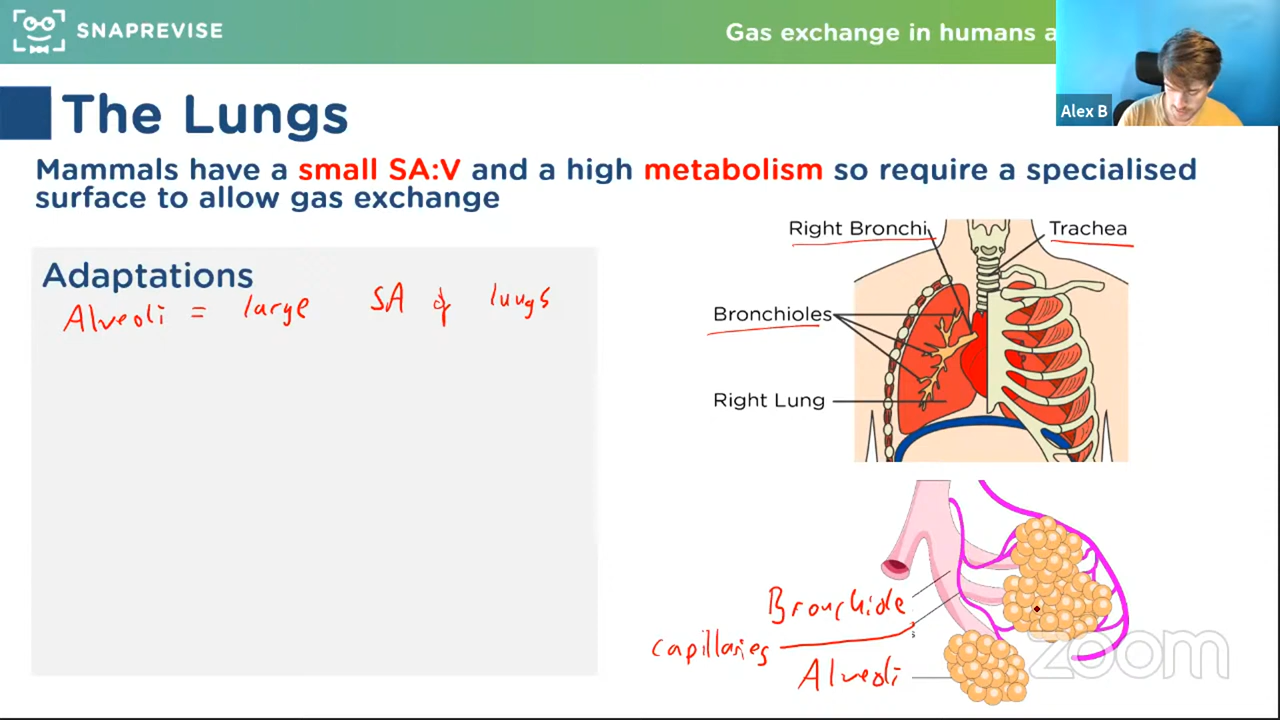 SNAPREVISE
Gas exchange in humans a
Alex B
The Lungs
Mammals have a small SA:V and a high metabolism so require a specialised
surface to allow gas exchange
Adaptations
Alveoli = large SA of lungs
Right Bronchi
Trachea
Bronchioles
Right Lung
Bronchiole
capillaries
Alveoli
zoom